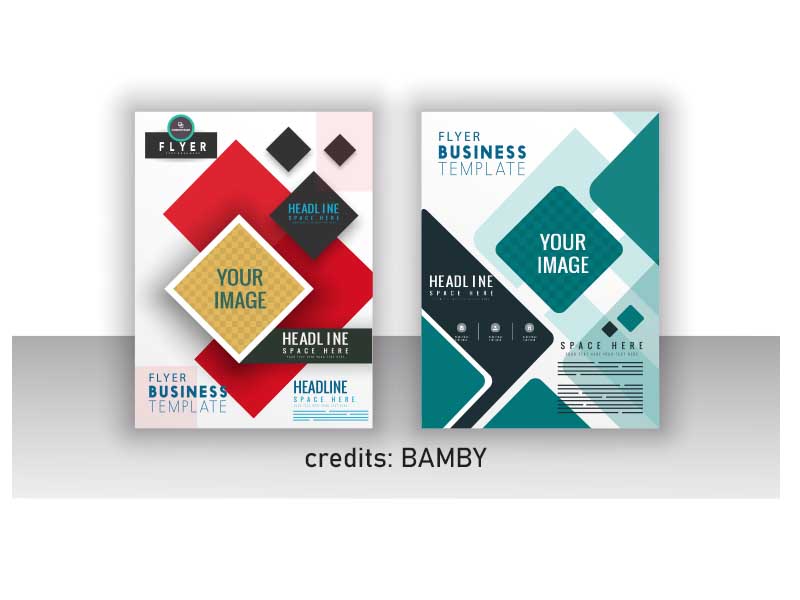 FLYER
HEADLINE
SPACE HERE
YOUR
IMAGE
HEADLINE
SPACE HERE
FLYER
BUSINESS
TEMPLATE
HEADLINE
SPACE HERE
FLYER
BUSINESS
TEMPLATE
YOUR
IMAGE
HEADLINE
SPACE HERE
SPACE HERE
credits: BAMBY